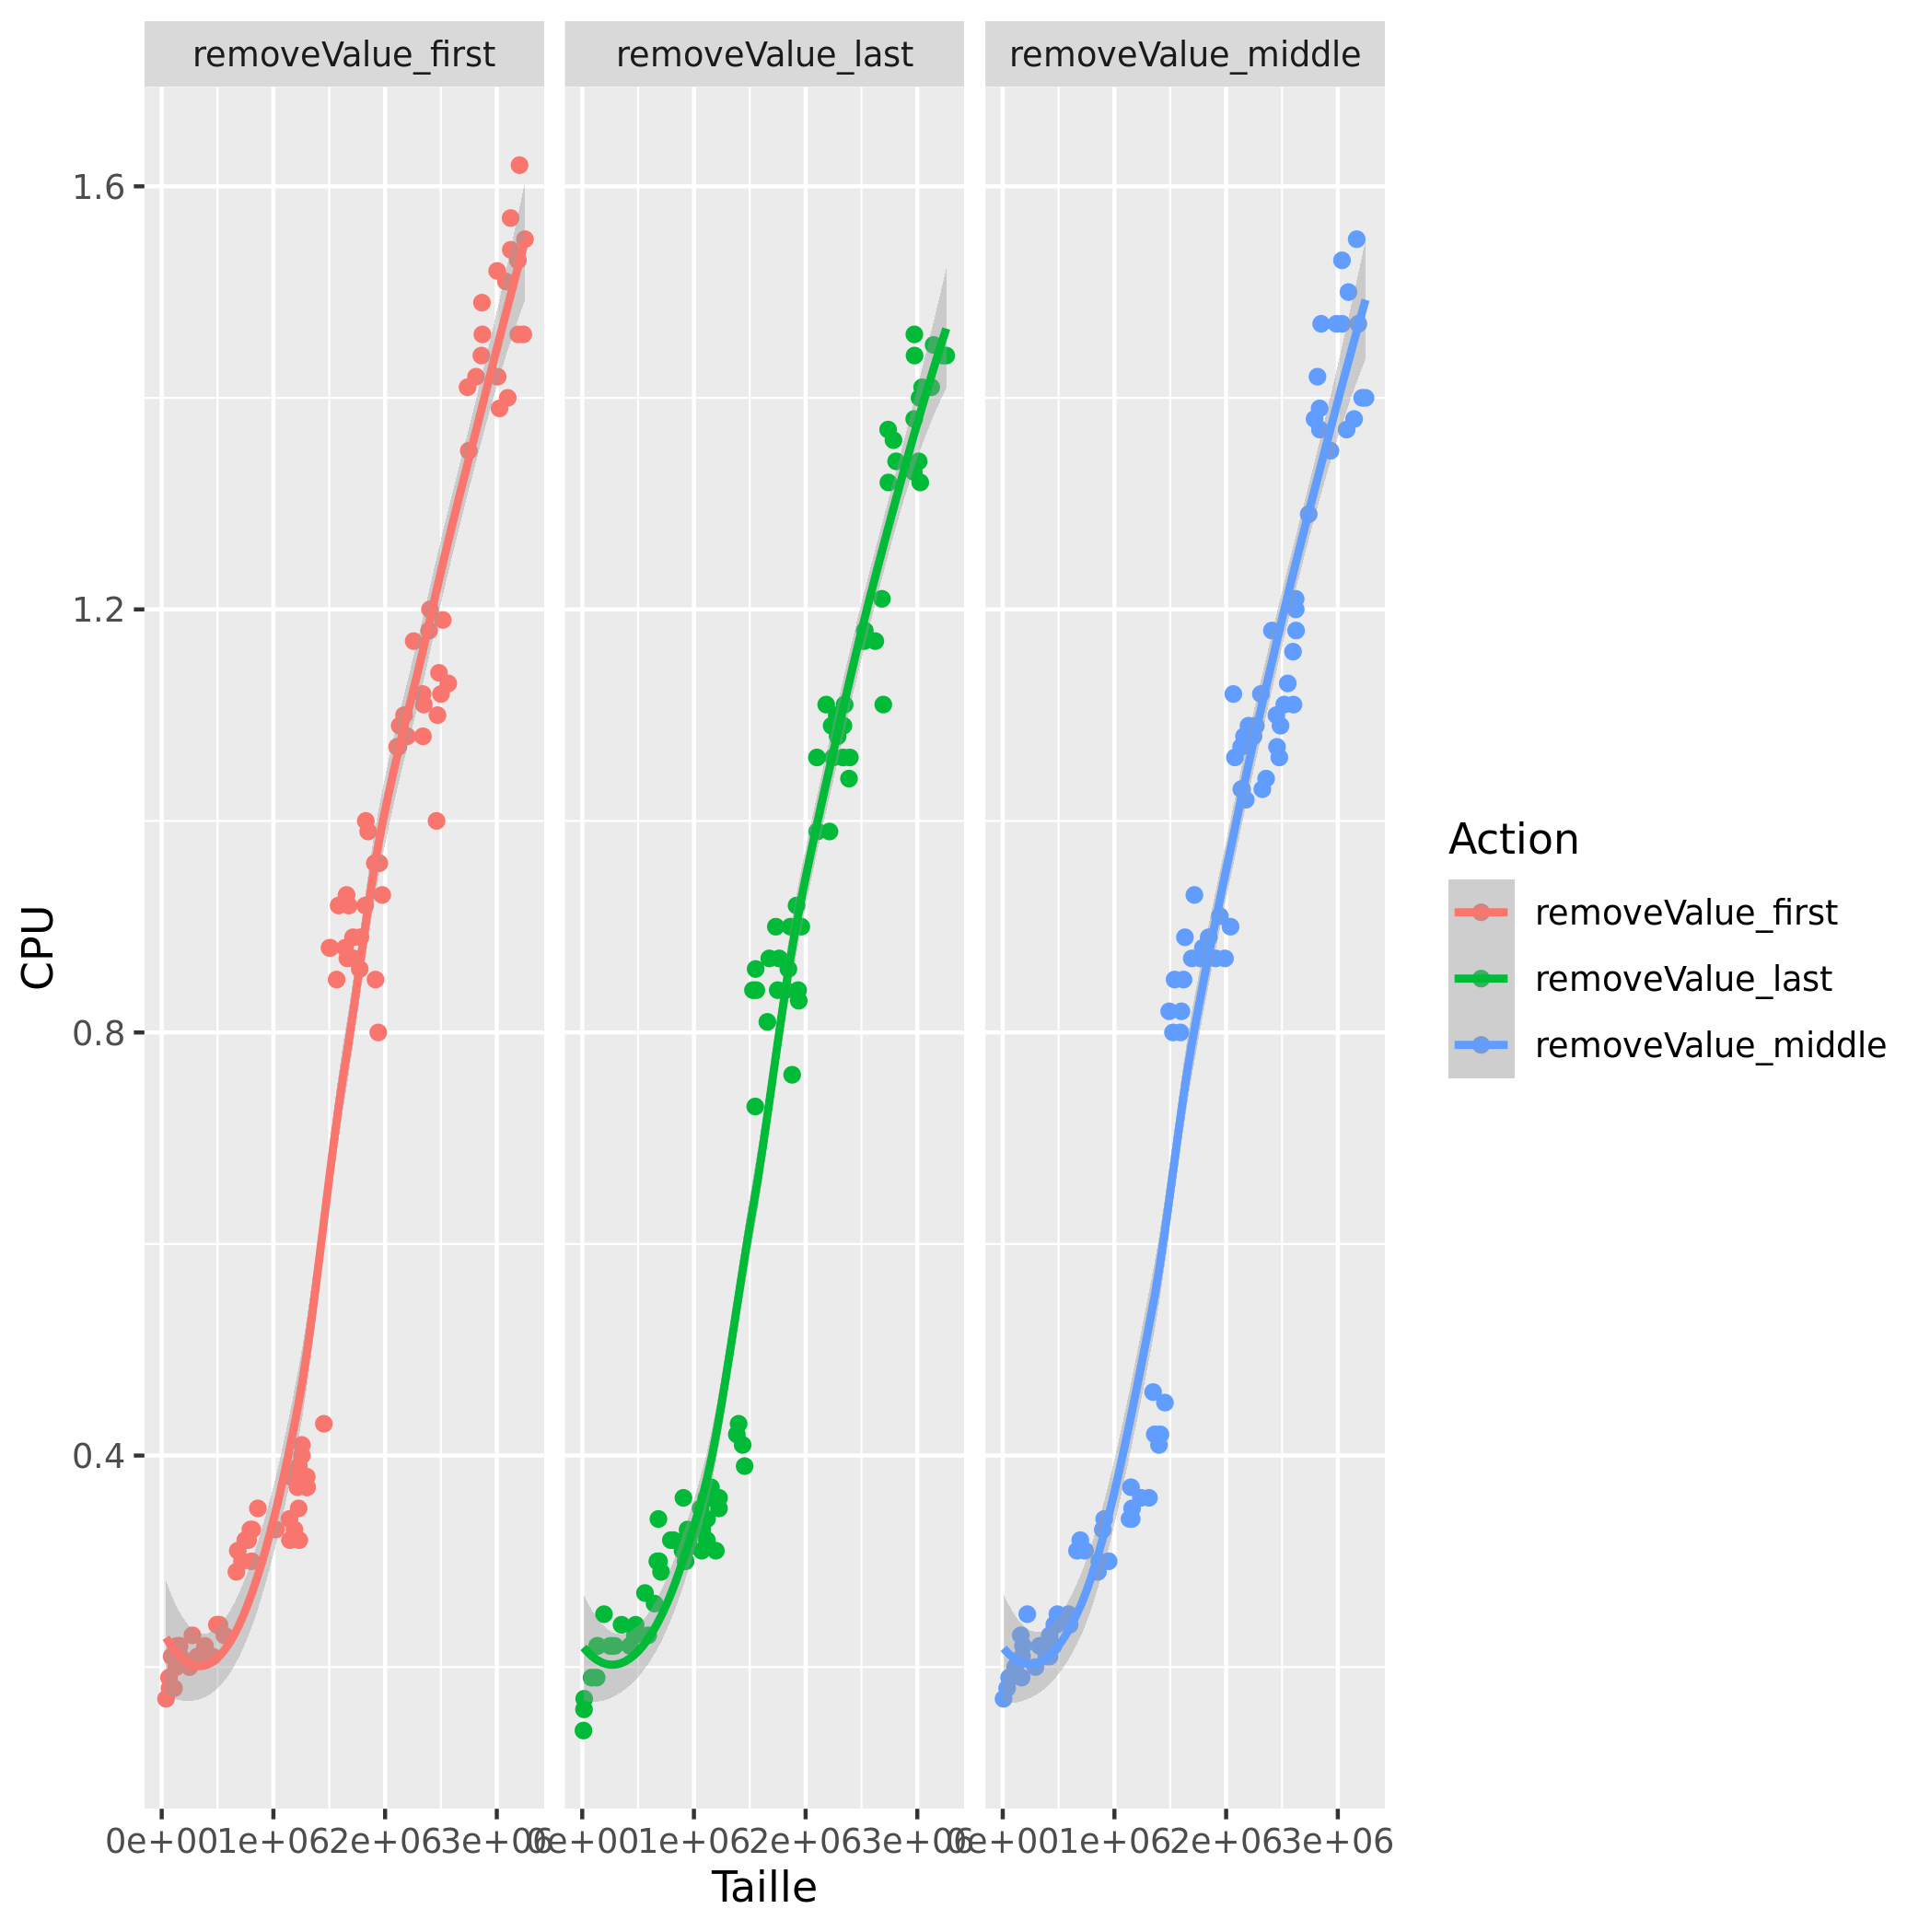 removeValue_first removeValue_last removeValue_middle
1.6
1.2
0.8
0.4
CPU
0e+00 1e+06 2e+06 3e+06 0e+00 1e+06 2e+06 3e+06 0e+00 1e+06 2e+06 3e+06
Taille
Action
removeValue_first
removeValue_last
removeValue_middle